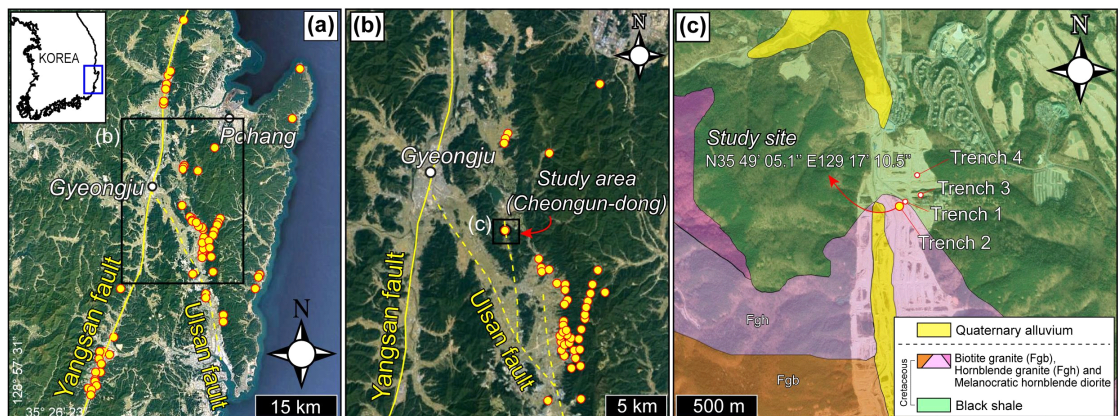 (a)
KOREA
(b)
Pohang
Gyeongju
Yangsan fault
Ulsan fault
N
128° 57' 31"
35° 26' 23"
15 km
(b)
N
Gyeongju
Study area
(Cheongun-dong)
(c)
Yangsan fault
Ulsan fault
5 km
(c)
N
Study site
N35 49' 05.1" E129 17' 10.5"
Trench 4
Trench 3
Trench 1
Trench 2
Fgh
Fgb
500 m
Quaternary alluvium
Cretaceous
Biotite granite (Fgb),
Hornblende granite (Fgh) and
Melanocratic hornblende diorite
Black shale